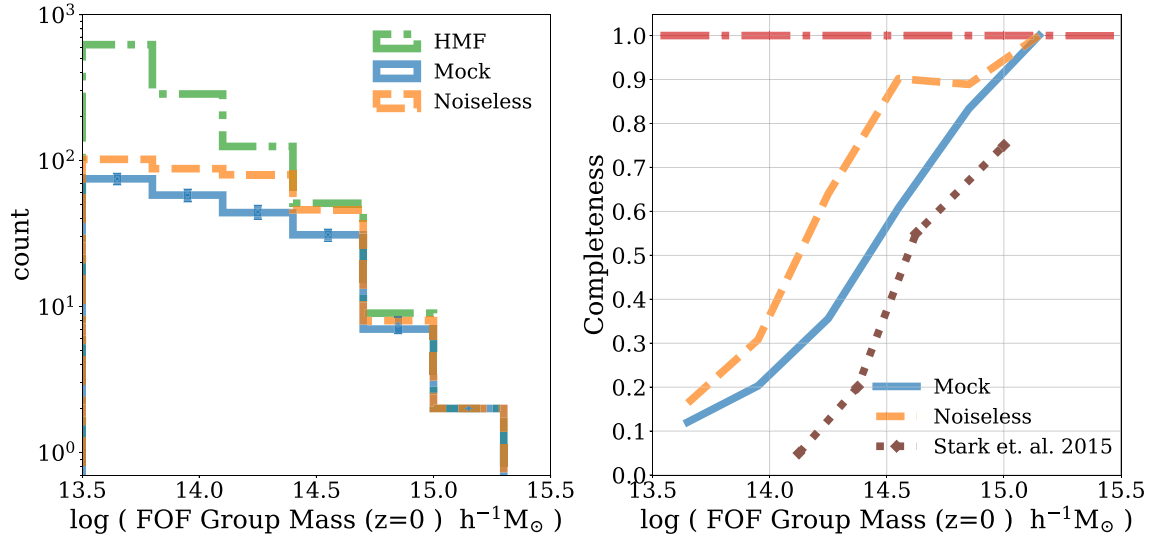 10³
10²
10¹
10⁰
count
HMF
Mock
Noiseless
13.5
14.0
14.5
15.0
15.5
log ( FOF Group Mass (z=0 ) h⁻¹M☉ )
1.0
0.9
0.8
0.7
0.6
0.5
0.4
0.3
0.2
0.1
0.0
Completeness
Mock
Noiseless
Stark et. al. 2015
13.5
14.0
14.5
15.0
15.5
log ( FOF Group Mass (z=0 ) h⁻¹M☉ )